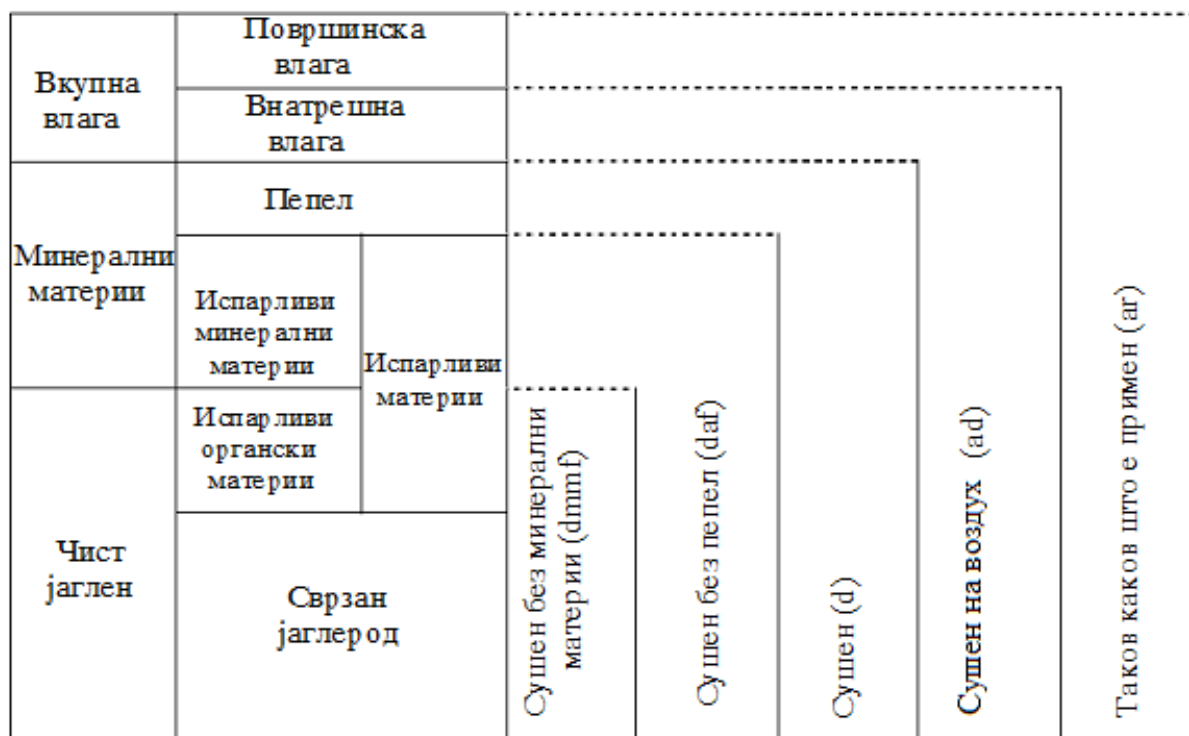 Вкупна
влага
Површинска
влага
Внатрешна
влага
Минерални
материи
Пепел
Испарливи
минерални
материи
Испарливи
материи
Чист
јаглен
Испарливи
органски
материи
Сврзан
јаглерод
Сушен без минерални
материи (dmmf)
Сушен без пепел (daf)
Сушен (d)
Сушен на воздух (ad)
Таков каков што е примен (ar)